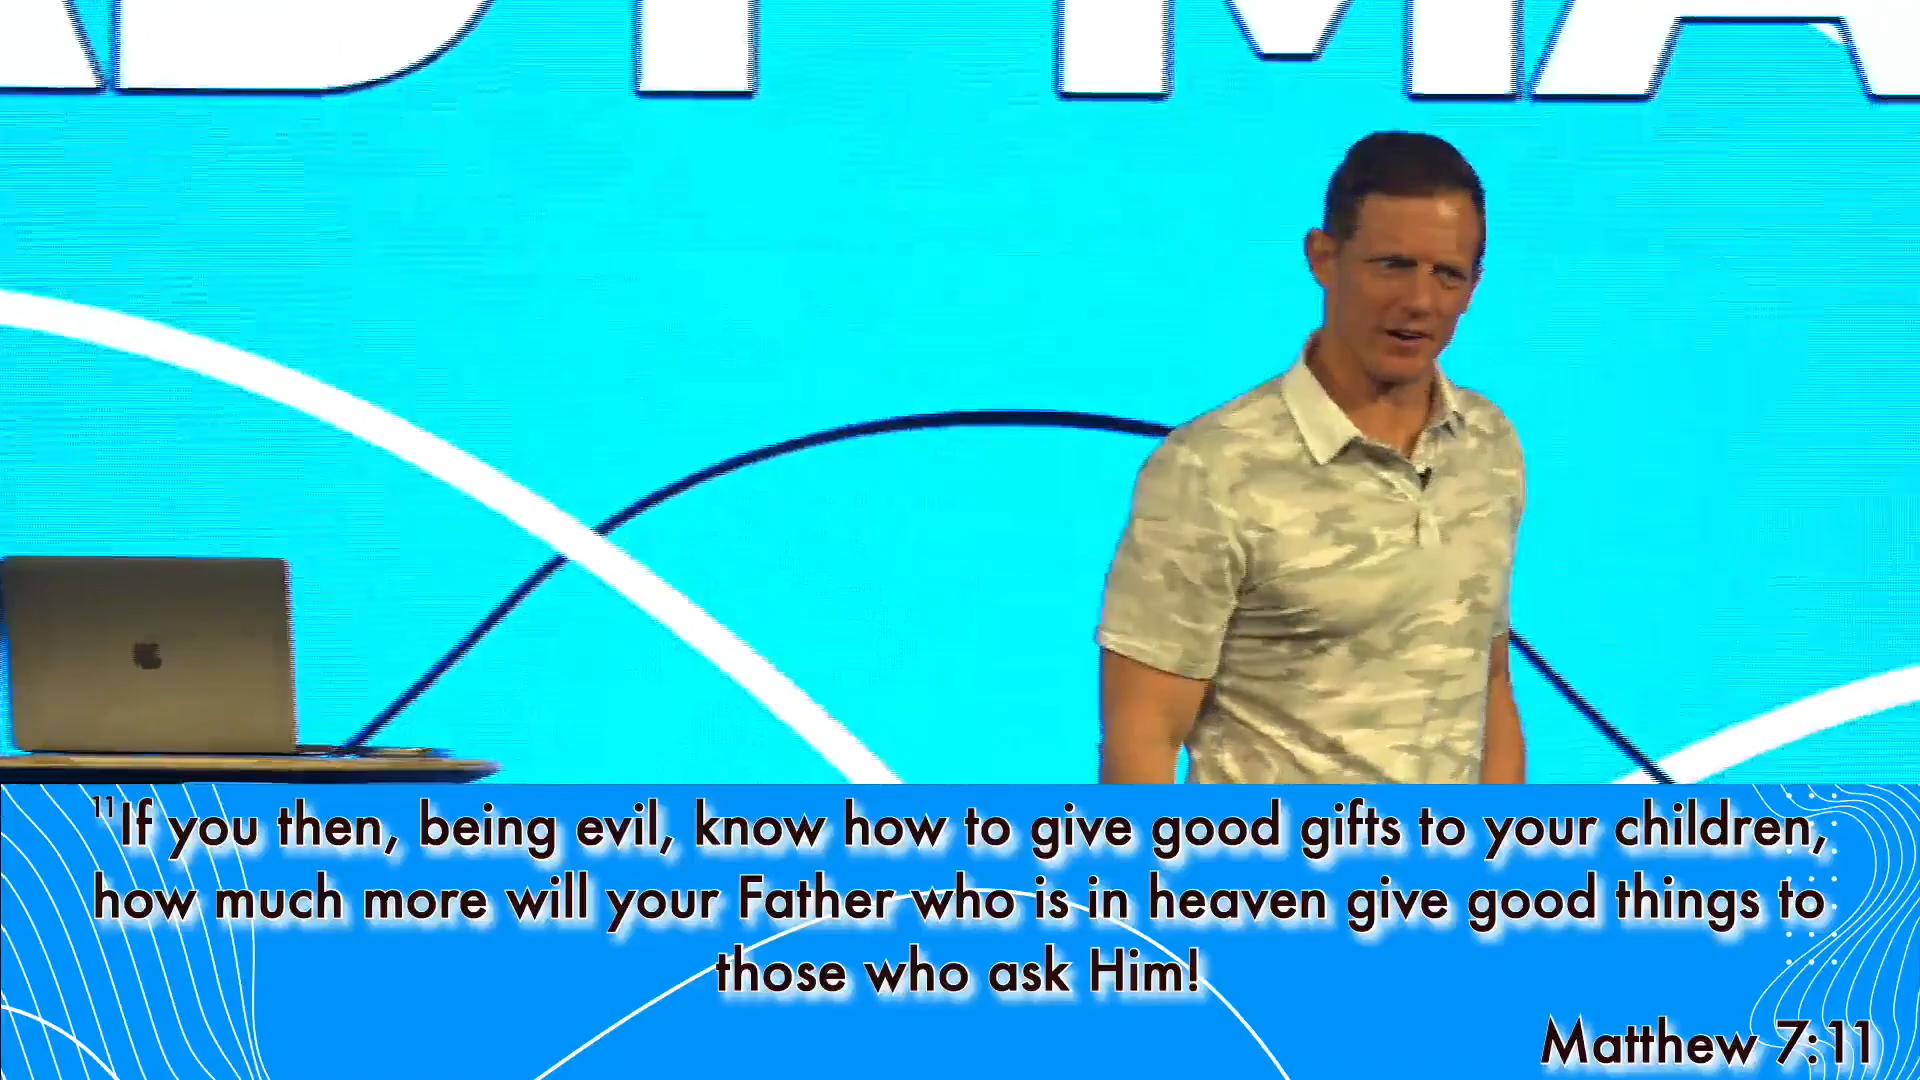 ¹¹If you then, being evil, know how to give good gifts to your children,
how much more will your Father who is in heaven give good things to
those who ask Him!
Matthew 7:11